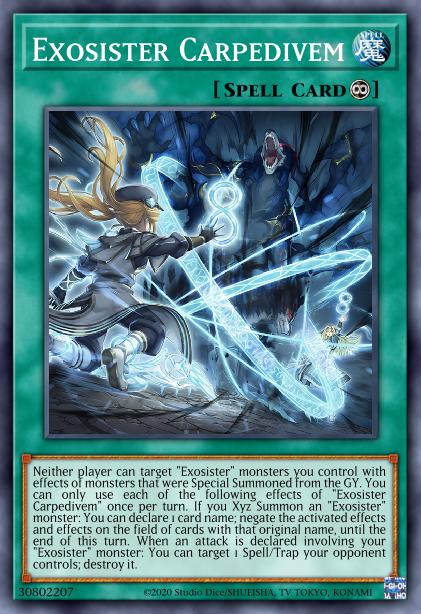 EXOSISTER CARPEDIVEM
SPELL
魔
[SPELL CARD]
8
8
Neither player can target "Exosister" monsters you control with
effects of monsters that were Special Summoned from the GY. You
can only use each of the following effects of "Exosister
Carpedivem" once per turn. If you Xyz Summon an "Exosister"
monster: You can declare 1 card name; negate the activated effects
and effects on the field of cards with that original name, until the
end of this turn. When an attack is declared involving your
"Exosister" monster: You can target 1 Spell/Trap your opponent
controls; destroy it.
30802207
©2020 Studio Dice/SHUEISHA, TV TOKYO, KONAMI